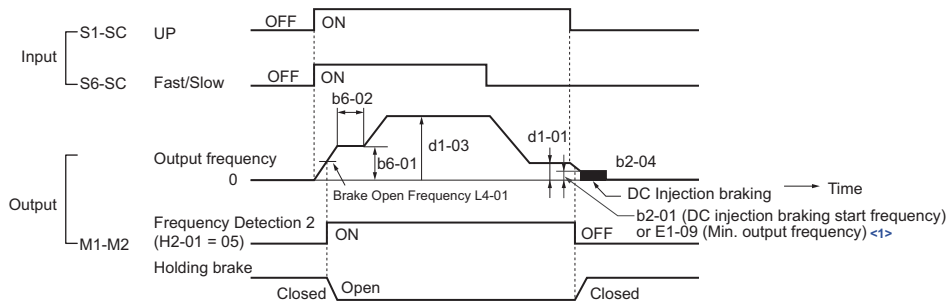 OFF ON
S1-SC UP
Input
S6-SC Fast/Slow OFF ON
b6-02
d1-01
d1-03
b6-01
b2-04
Output frequency
0
Brake Open Frequency L4-01
DC Injection braking
Time
b2-01 (DC injection braking start frequency)
or E1-09 (Min. output frequency) <1>
Output
Frequency Detection 2
(H2-01 = 05)
M1-M2
ON
OFF
Holding brake
Closed
Open
Closed